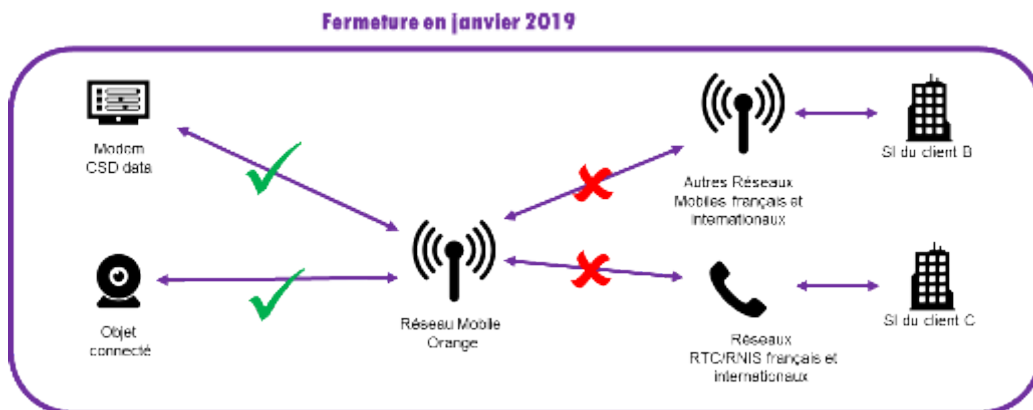 Fermeture en janvier 2019
Modem
CSD data
Objet
connecté
Réseau Mobile
Orange
Autres Réseaux
Mobiles français et
internationaux
SI du client B
Réseaux
RTC/RNIS français et
internationaux
SI du client C